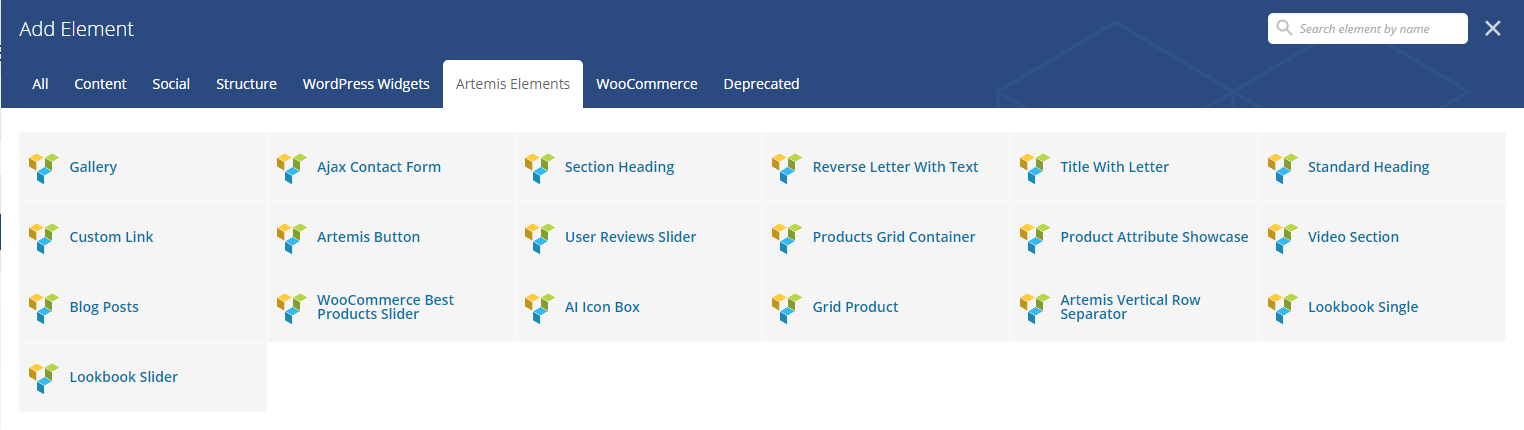 Add Element
Search element by name
All
Content
Social
Structure
WordPress Widgets
Artemis Elements
WooCommerce
Deprecated
Gallery
Ajax Contact Form
Section Heading
Reverse Letter With Text
Title With Letter
Standard Heading
Custom Link
Artemis Button
User Reviews Slider
Products Grid Container
Product Attribute Showcase
Video Section
Blog Posts
WooCommerce Best
Products Slider
AI Icon Box
Grid Product
Artemis Vertical Row
Separator
Lookbook Single
Lookbook Slider